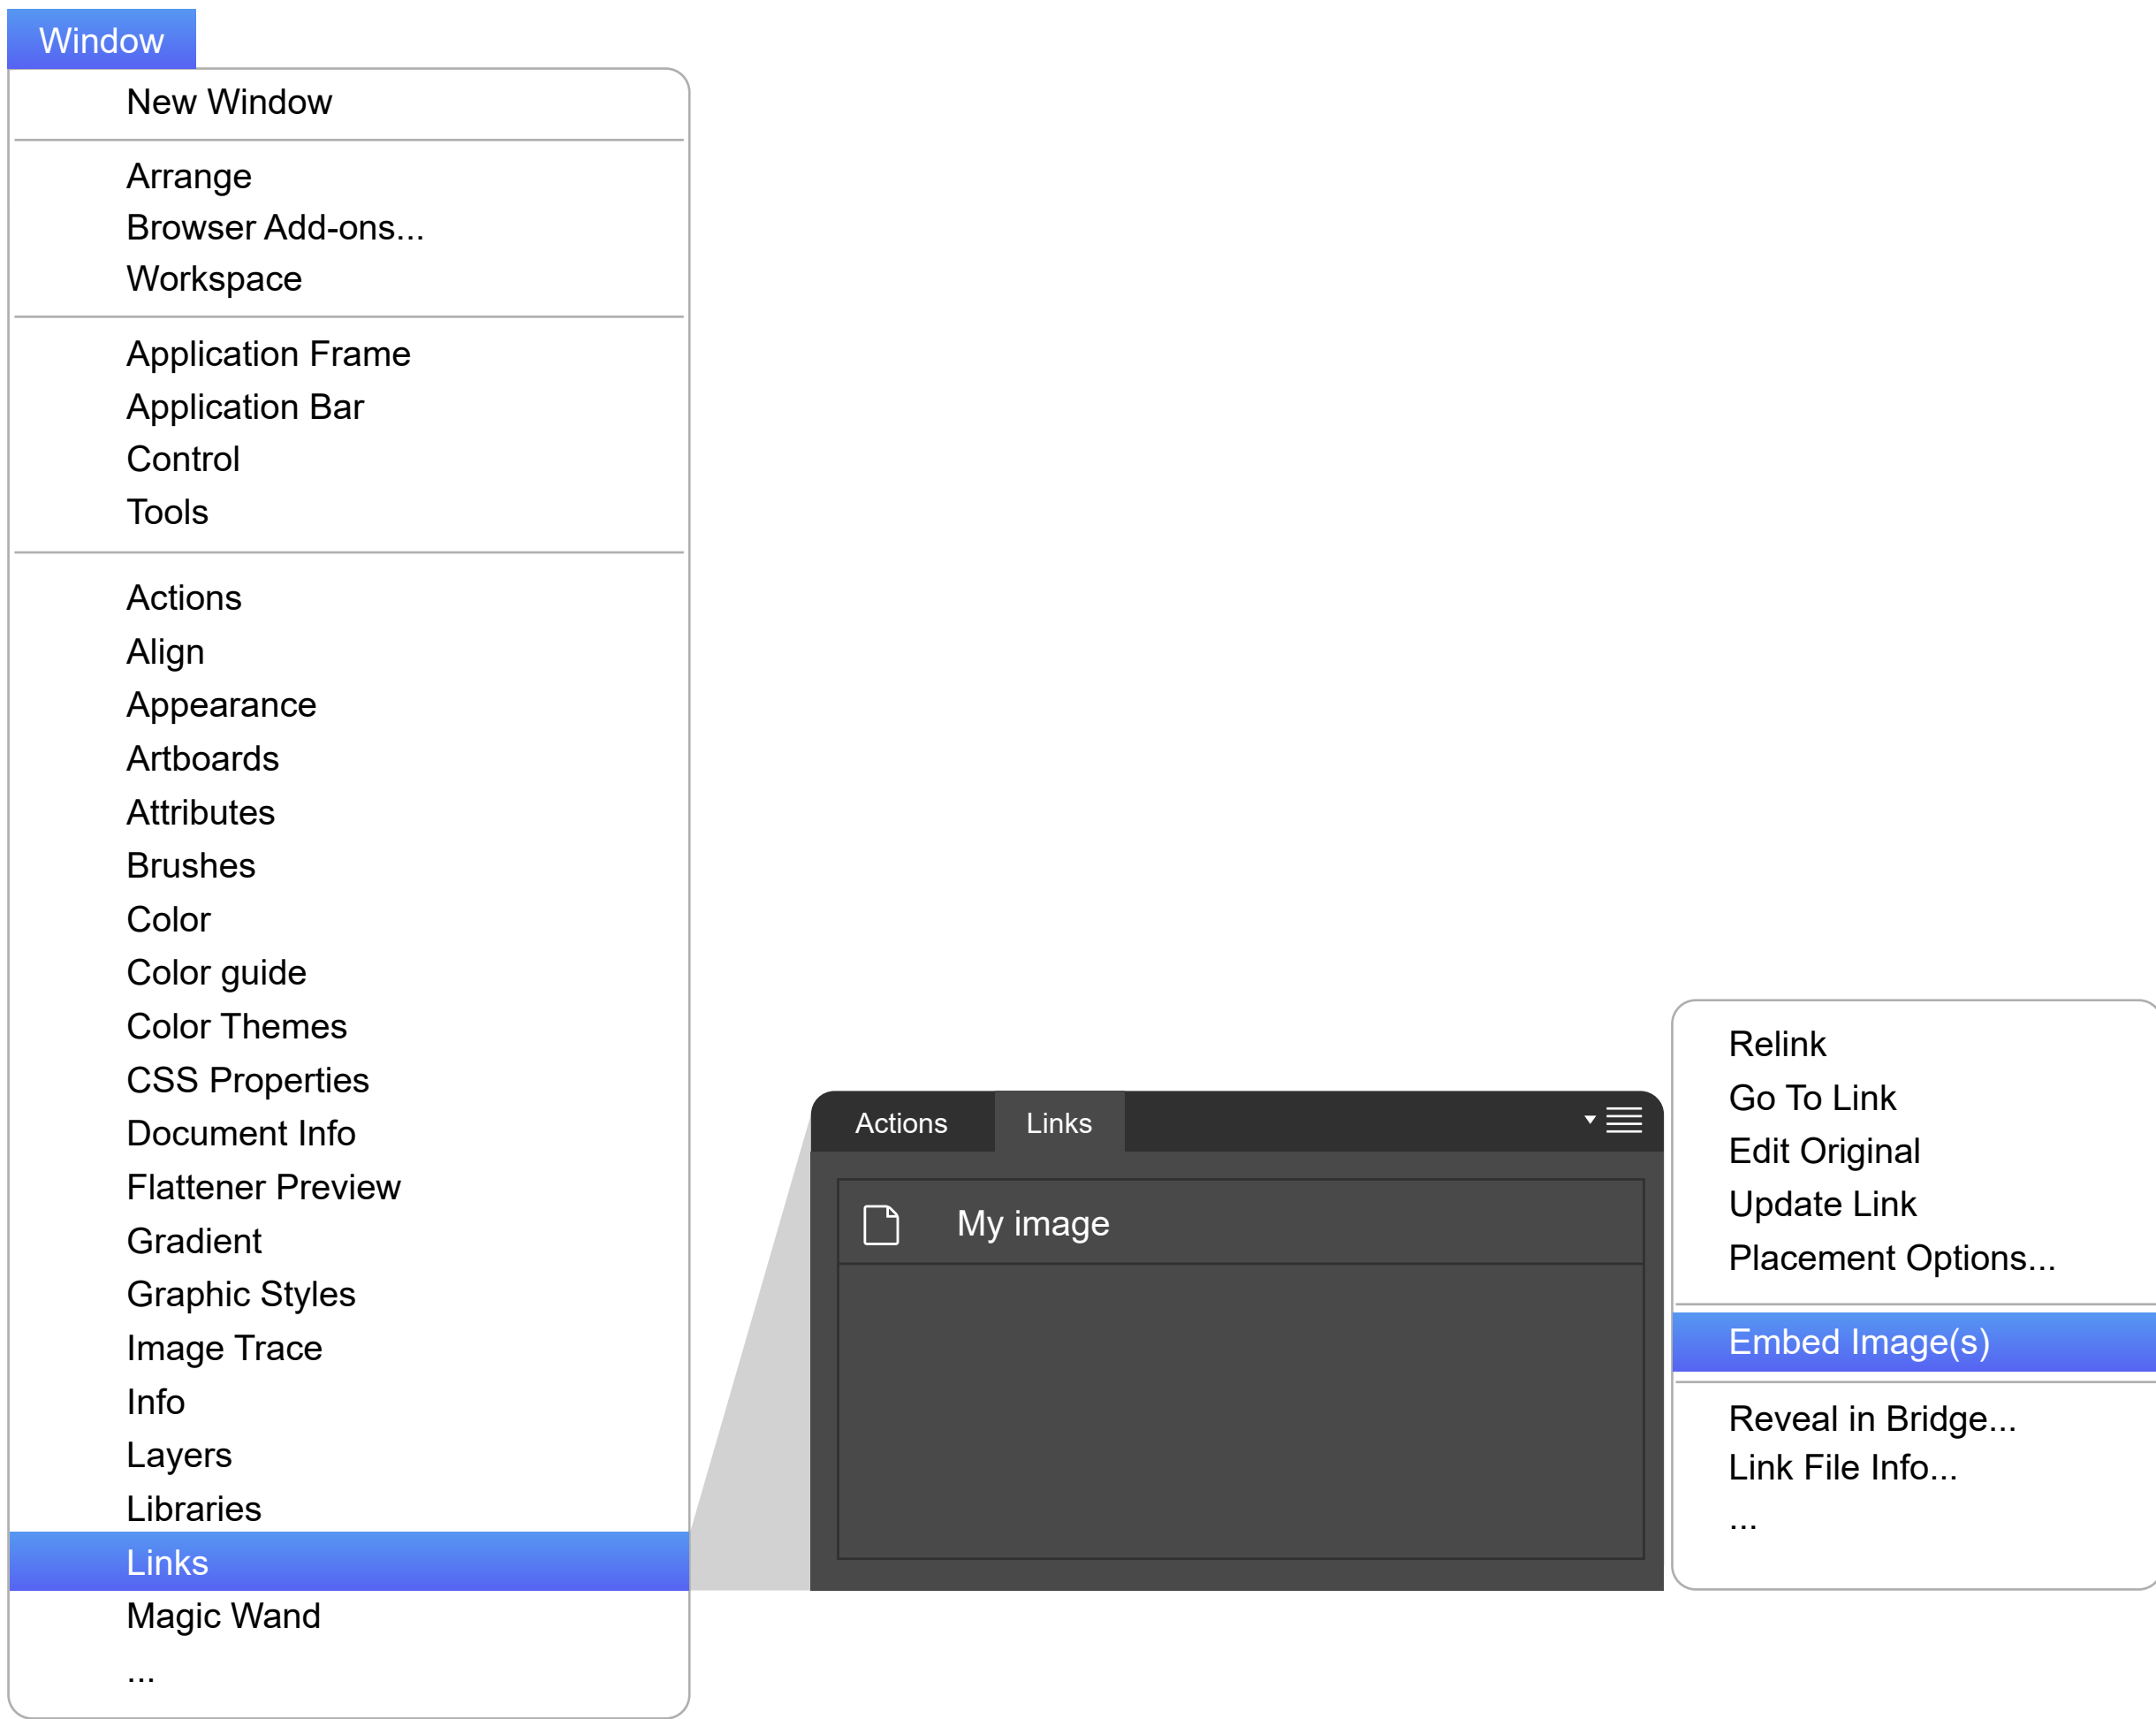 Window
New Window
Arrange
Browser Add-ons...
Workspace
Application Frame
Application Bar
Control
Tools
Actions
Align
Appearance
Artboards
Attributes
Brushes
Color
Color guide
Color Themes
CSS Properties
Document Info
Flattener Preview
Gradient
Graphic Styles
Image Trace
Info
Layers
Libraries
Links
Magic Wand
...
Actions
Links
My image
Relink
Go To Link
Edit Original
Update Link
Placement Options...
Embed Image(s)
Reveal in Bridge...
Link File Info...
...